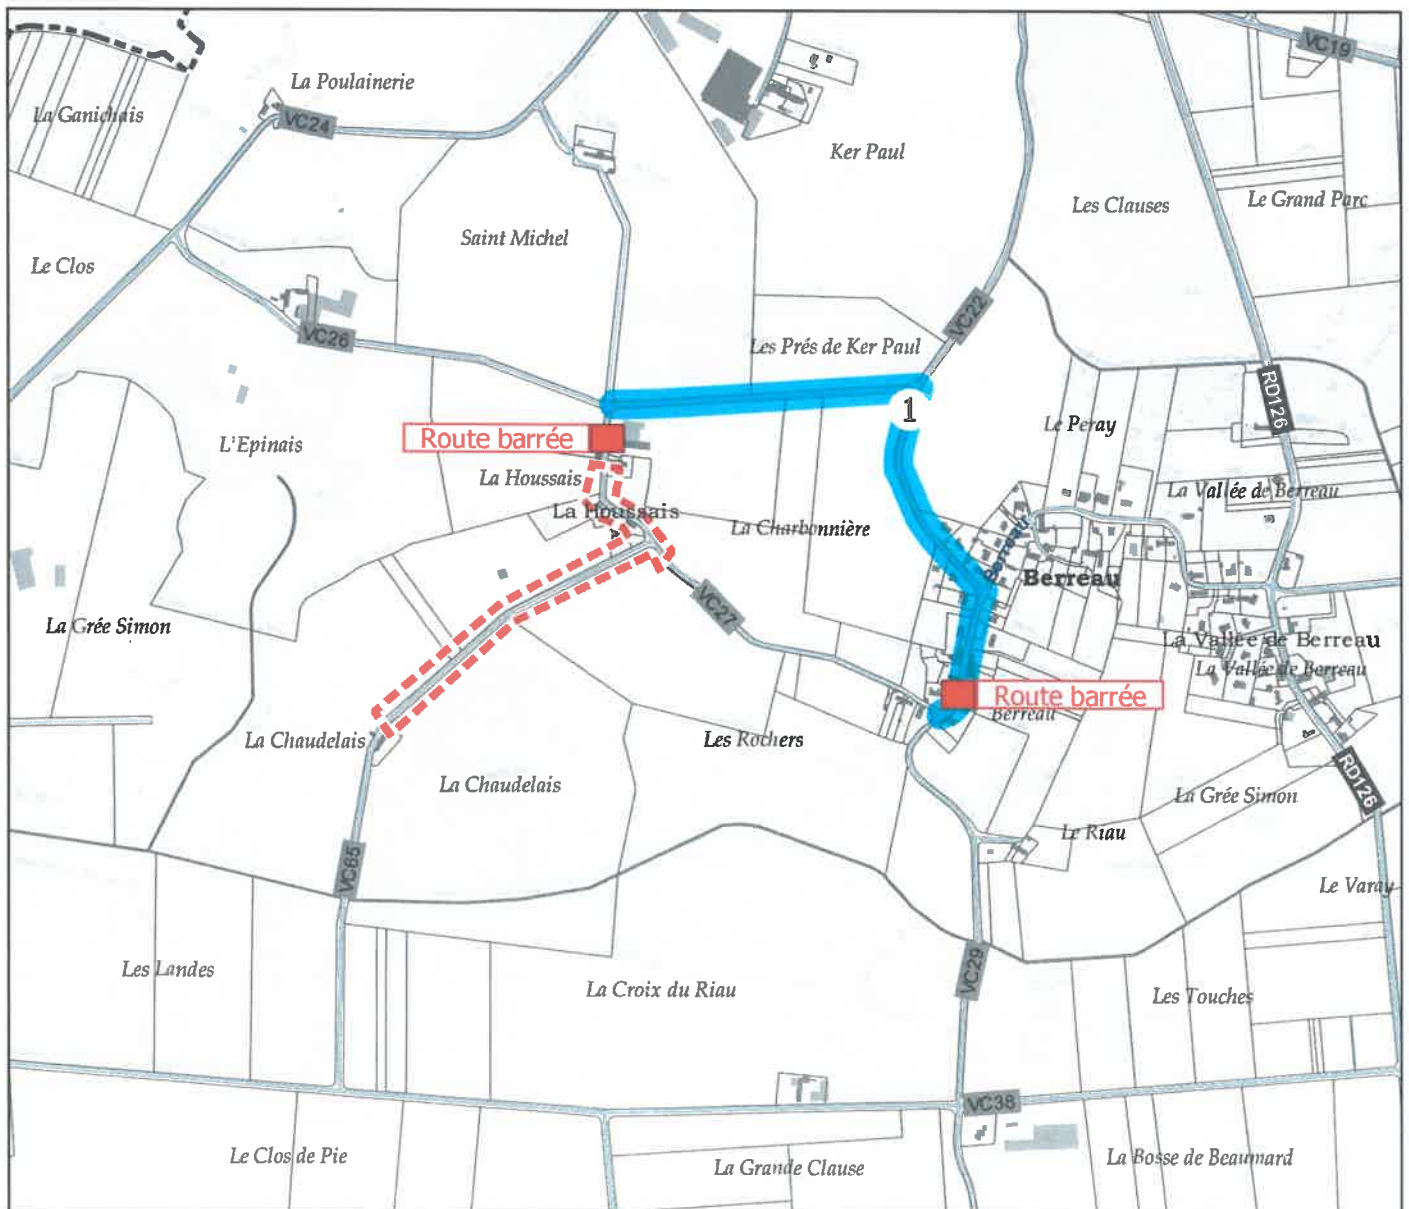 VC19
La Poulainerie
La Ganichais
VC24
Ker Paul
Les Clauses
Le Grand Parc
Saint Michel
Le Clos
VC22
VC26
Les Prés de Ker Paul
RD126
1
Le Peray
Route barrée
L'Epinais
La Houssais
La Vallée de Berreau
La Houssais
La Charbonnière
Berreau
Berreau
VC27
La Grée Simon
La Vallée de Berreau
La Vallée de Berreau
Route barrée
Berreau
La Chaudelais
Les Rochers
La Chaudelais
RD126
La Grée Simon
Le Riau
VC65
Le Varay
Les Landes
VC29
La Croix du Riau
Les Touches
VC38
Le Clos de Pie
La Grande Clause
La Bosse de Beaumard